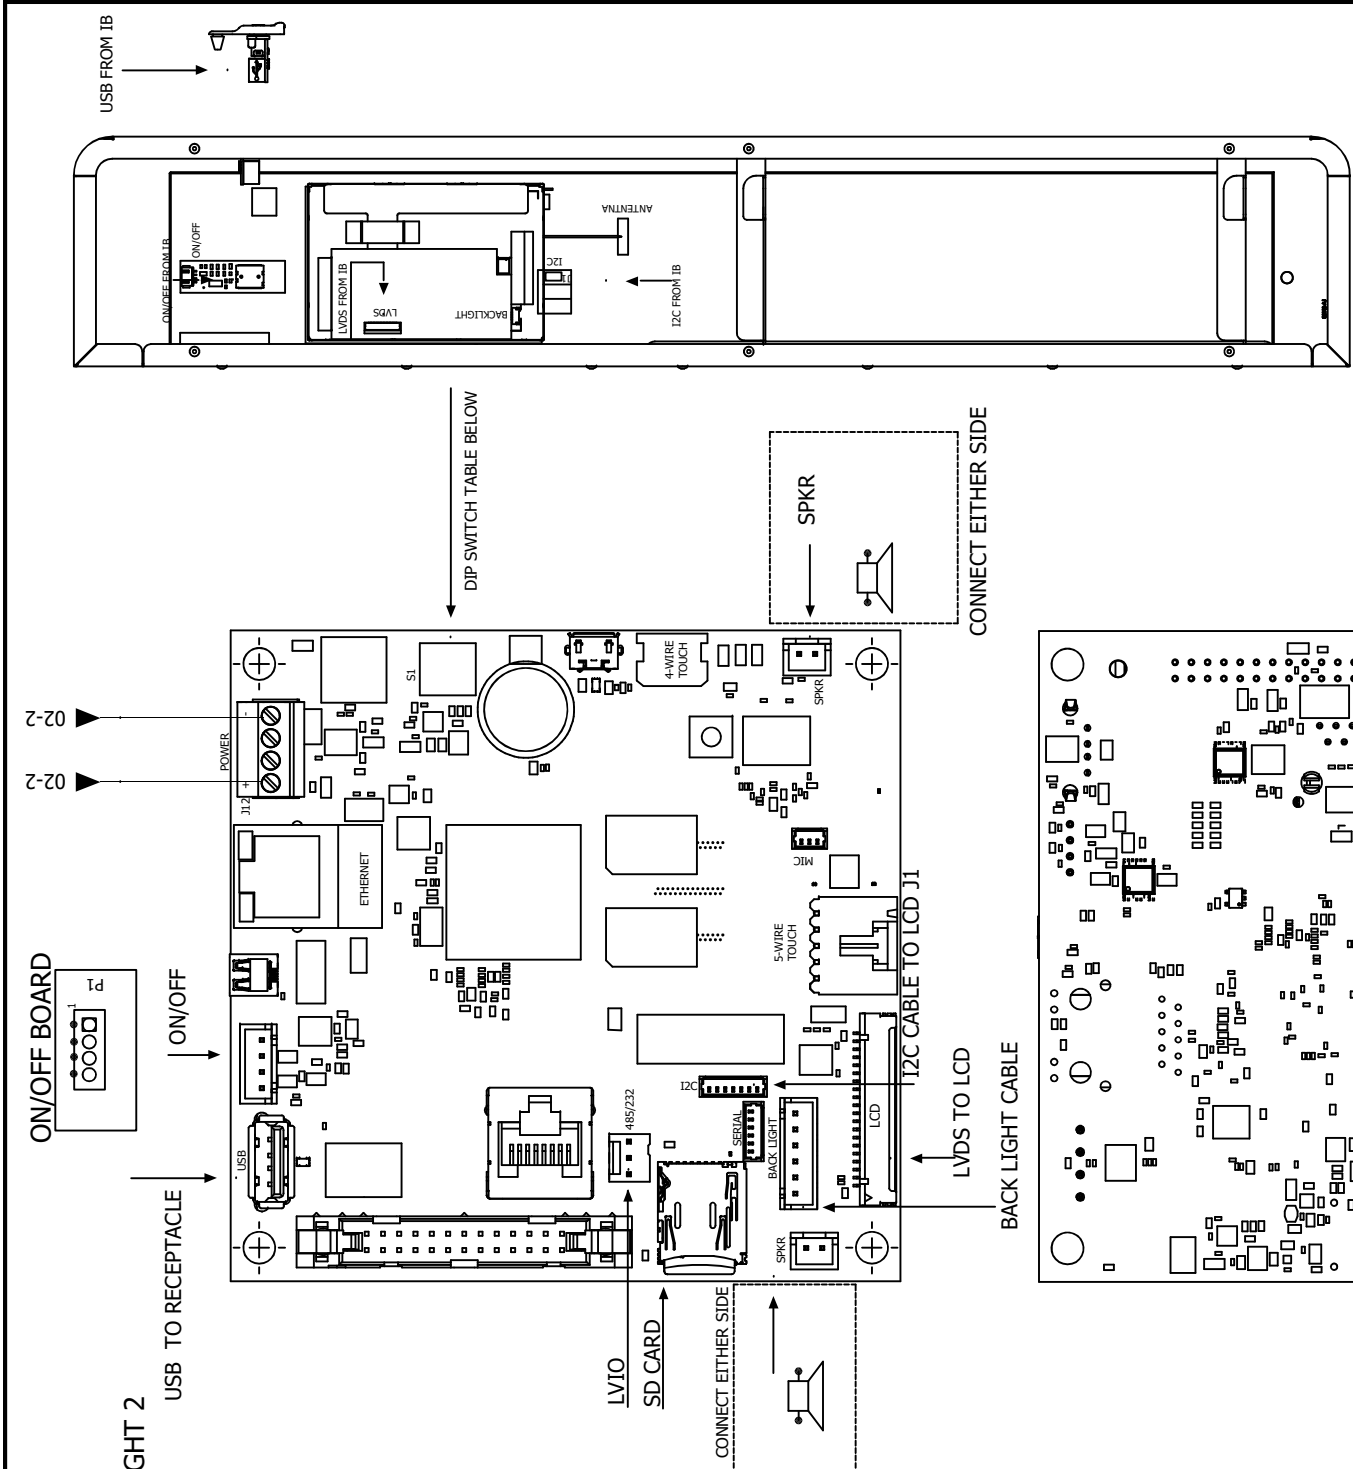 USB FROM IB
ON/OFF FROM IB
ON/OFF
LVDS FROM IB
LVDS
BACKLIGHT
I2C
J1
ANTENTNA
I2C FROM IB
DIP SWITCH TABLE BELOW
SPKR
CONNECT EITHER SIDE
02-2
02-2
POWER
-
+
J12
S1
4-WIRE
TOUCH
SPKR
ETHERNET
MIC
5-WIRE
TOUCH
ON/OFF BOARD
P1
1
ON/OFF
I2C CABLE TO LCD J1
I2C
SERIAL
485/232
BACK LIGHT
LCD
LVDS TO LCD
BACK LIGHT CABLE
USB
USB TO RECEPTACLE
SPKR
LVIO
SD CARD
CONNECT EITHER SIDE
GHT 2